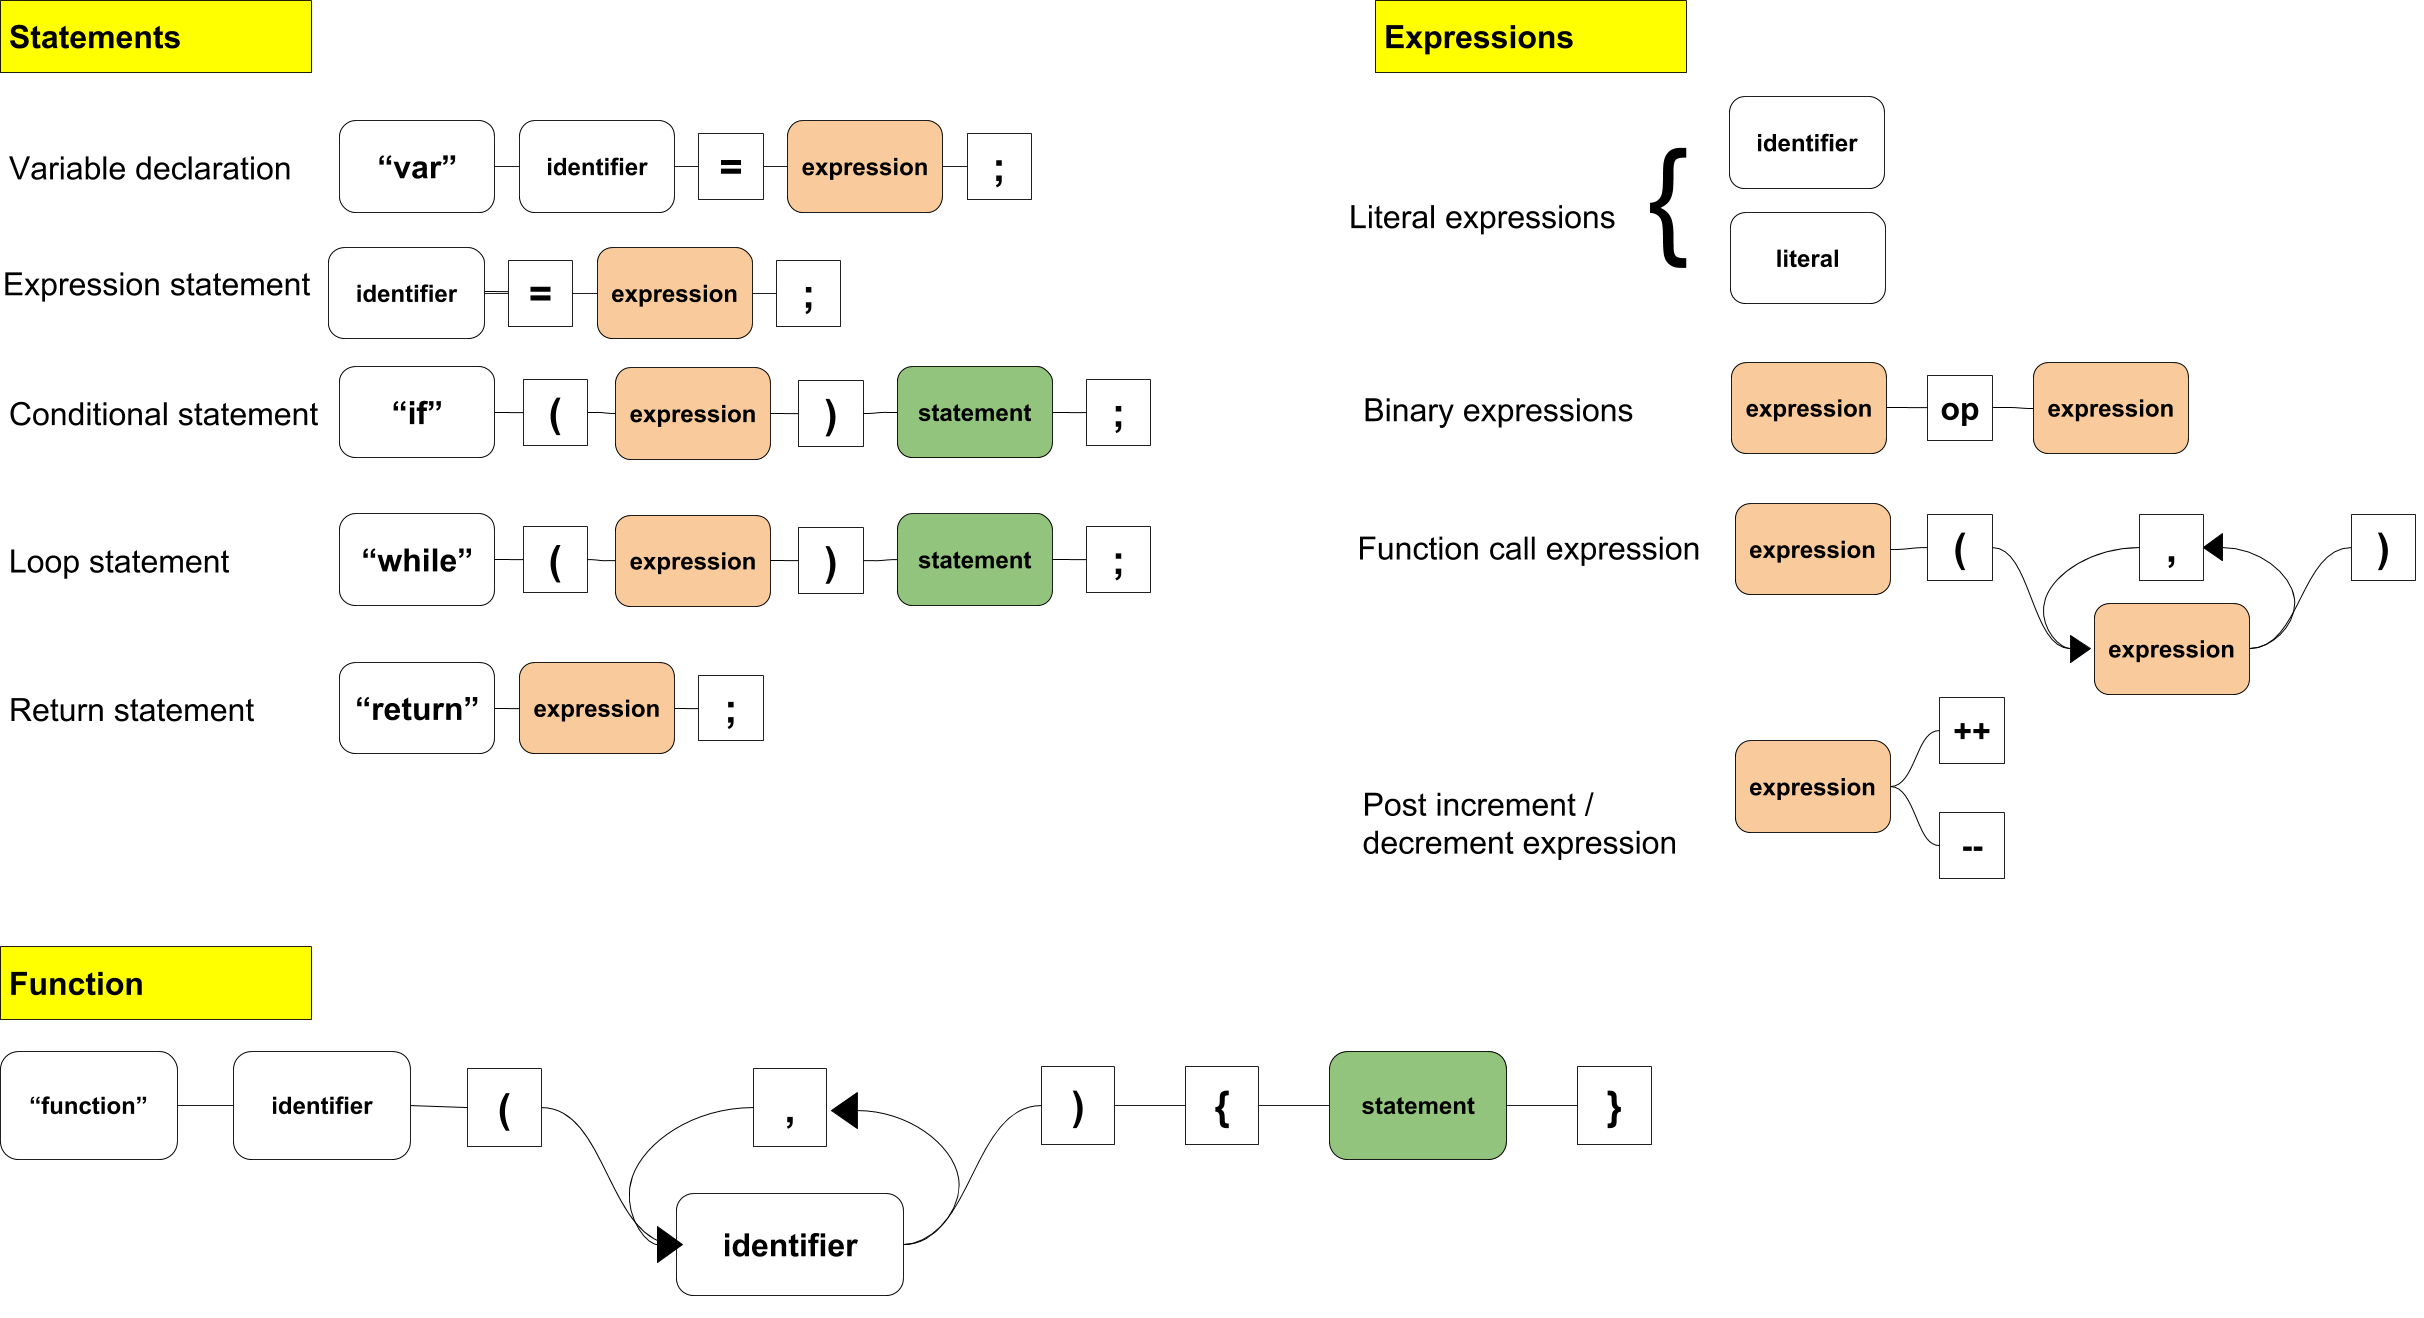 Statements
Variable declaration “var” identifier = expression ;
Expression statement identifier = expression ;
Conditional statement “if” ( expression ) statement ;
Loop statement “while” ( expression ) statement ;
Return statement “return” expression ;
Expressions
Literal expressions {
identifier
literal
Binary expressions expression op expression
Function call expression expression ( , )
expression
Post increment /
decrement expression
expression
++
--
Function
“function” identifier ( , ) { statement }
identifier